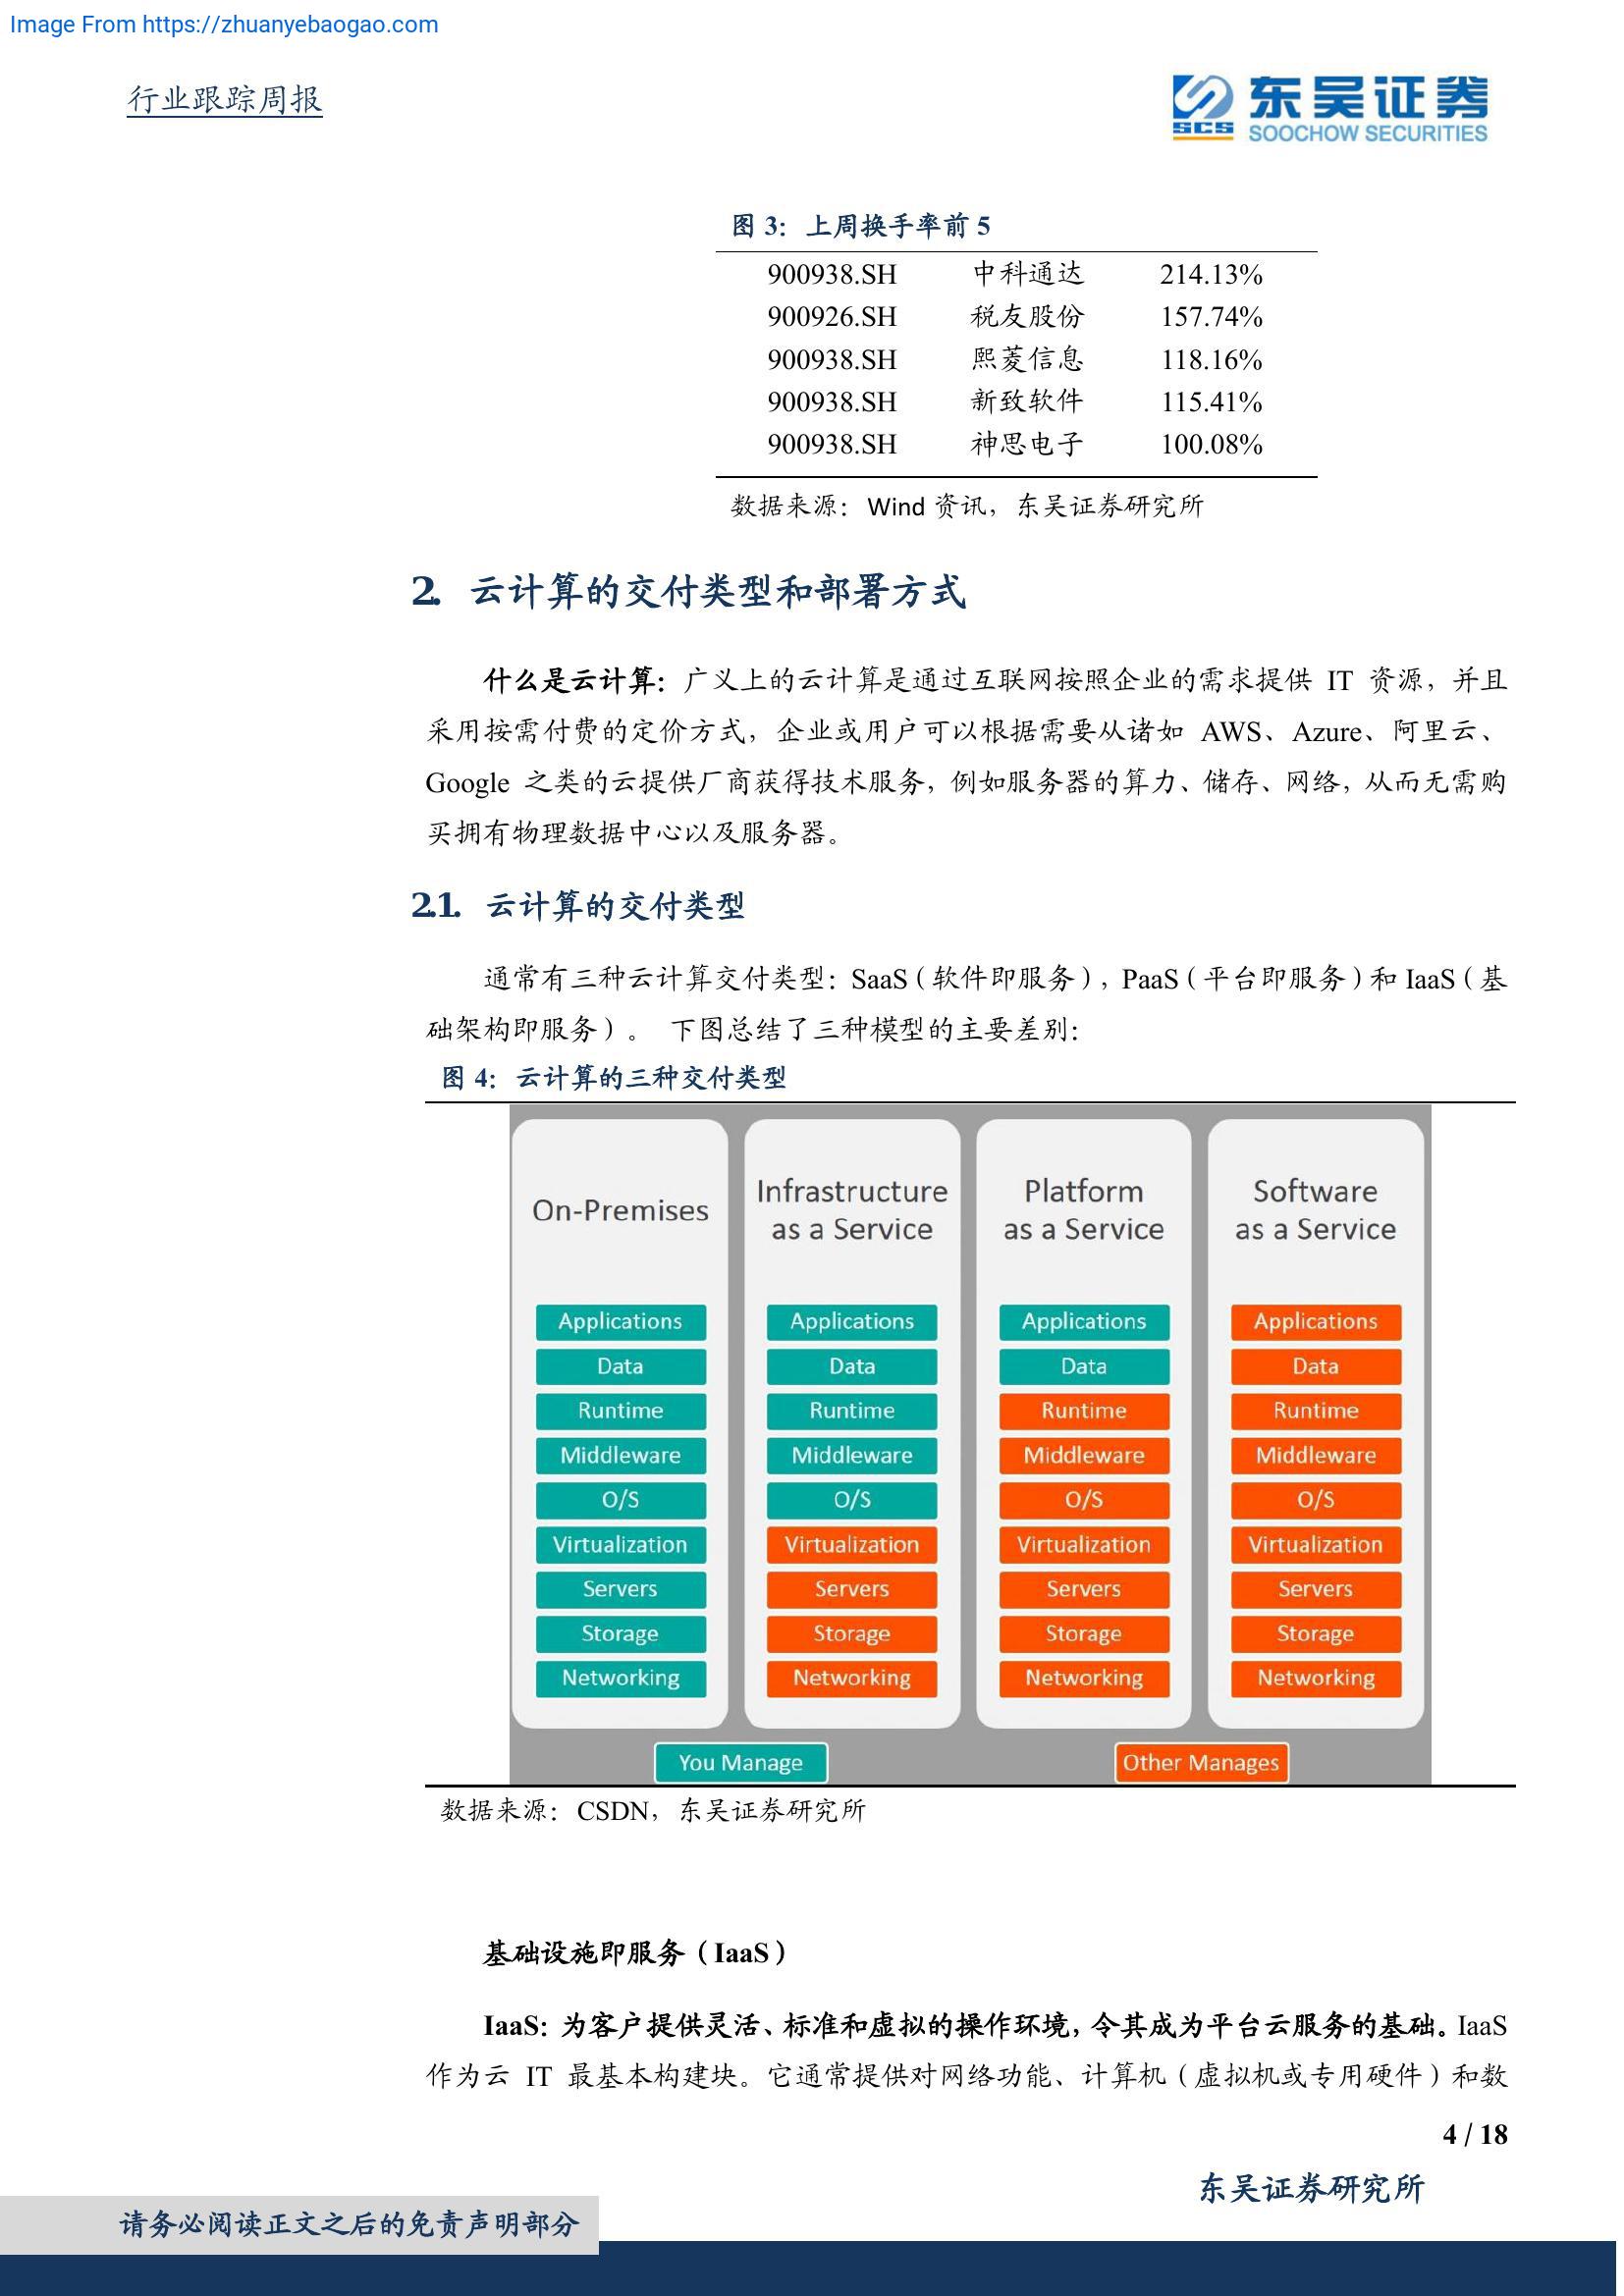 Image From https://zhuanyebaogao.com
行业跟踪周报
SCS 东吴证券
SOOCHOW SECURITIES
图 3：上周换手率前 5
900938.SH 中科通达 214.13%
900926.SH 税友股份 157.74%
900938.SH 熙菱信息 118.16%
900938.SH 新致软件 115.41%
900938.SH 神思电子 100.08%
数据来源：Wind 资讯，东吴证券研究所
2. 云计算的交付类型和部署方式
什么是云计算：广义上的云计算是通过互联网按照企业的需求提供 IT 资源，并且
采用按需付费的定价方式，企业或用户可以根据需要从诸如 AWS、Azure、阿里云、
Google 之类的云提供厂商获得技术服务，例如服务器的算力、储存、网络，从而无需购
买拥有物理数据中心以及服务器。
2.1. 云计算的交付类型
通常有三种云计算交付类型：SaaS（软件即服务），PaaS（平台即服务）和 IaaS（基
础架构即服务）。 下图总结了三种模型的主要差别：
图 4：云计算的三种交付类型
On-Premises
Applications
Data
Runtime
Middleware
O/S
Virtualization
Servers
Storage
Networking
Infrastructure
as a Service
Applications
Data
Runtime
Middleware
O/S
Virtualization
Servers
Storage
Networking
Platform
as a Service
Applications
Data
Runtime
Middleware
O/S
Virtualization
Servers
Storage
Networking
Software
as a Service
Applications
Data
Runtime
Middleware
O/S
Virtualization
Servers
Storage
Networking
You Manage
Other Manages
数据来源：CSDN，东吴证券研究所
基础设施即服务（IaaS）
IaaS：为客户提供灵活、标准和虚拟的操作环境，令其成为平台云服务的基础。IaaS
作为云 IT 最基本构建块。它通常提供对网络功能、计算机（虚拟机或专用硬件）和数
4 / 18
东吴证券研究所
请务必阅读正文之后的免责声明部分